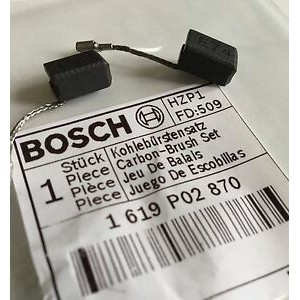 BOSCH
HZP1
FD:509
1
Stück
Piece
Pièce
Piece
Kohlebürstensatz
Carbon-Brush Set
Jeu De Balais
Juego De Escobillas
1 619 P02 870